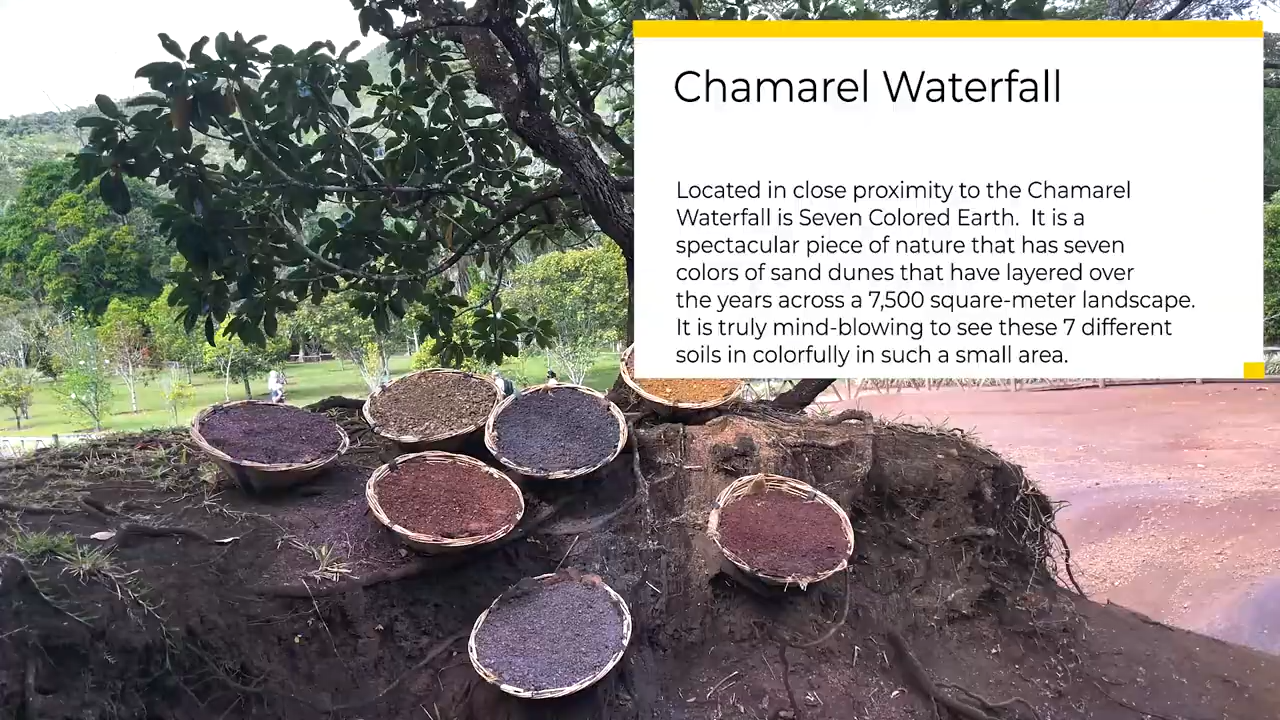 Chamarel Waterfall
Located in close proximity to the Chamarel
Waterfall is Seven Colored Earth.  It is a
spectacular piece of nature that has seven
colors of sand dunes that have layered over
the years across a 7,500 square-meter landscape.
It is truly mind-blowing to see these 7 different
soils in colorfully in such a small area.